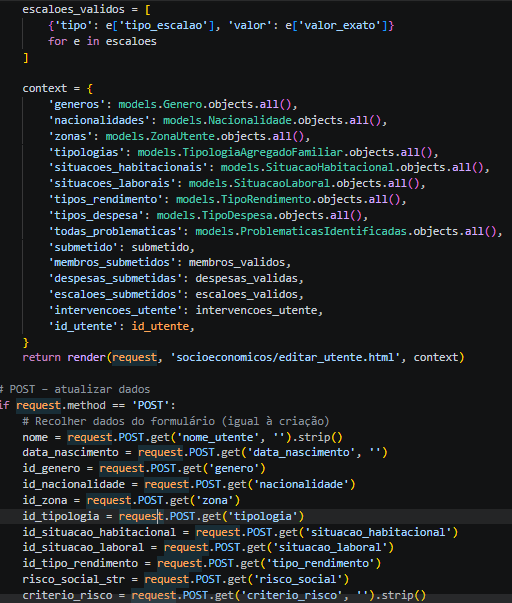 escaloes_validos = [
    {'tipo': e['tipo_escalao'], 'valor': e['valor_exato']}
    for e in escaloes
]
context = {
    'generos': models.Genero.objects.all(),
    'nacionalidades': models.Nacionalidade.objects.all(),
    'zonas': models.ZonaUtente.objects.all(),
    'tipologias': models.TipologiaAgregadoFamiliar.objects.all(),
    'situacoes_habitacionais': models.SituacaoHabitacional.objects.all(),
    'situacoes_laborais': models.SituacaoLaboral.objects.all(),
    'tipos_rendimento': models.TipoRendimento.objects.all(),
    'tipos_despesa': models.TipoDespesa.objects.all(),
    'todas_problematicas': models.ProblematicasIdentificadas.objects.all(),
    'submetido': submetido,
    'membros_submetidos': membros_validos,
    'despesas_submetidas': despesas_validas,
    'escaloes_submetidos': escaloes_validos,
    'intervencoes_utente': intervencoes_utente,
    'id_utente': id_utente,
}
return render(request, 'socioeconomicos/editar_utente.html', context)
# POST – atualizar dados
if request.method == 'POST':
    # Recolher dados do formulário (igual à criação)
    nome = request.POST.get('nome_utente', '').strip()
    data_nascimento = request.POST.get('data_nascimento', '')
    id_genero = request.POST.get('genero')
    id_nacionalidade = request.POST.get('nacionalidade')
    id_zona = request.POST.get('zona')
    id_tipologia = request.POST.get('tipologia')
    id_situacao_habitacional = request.POST.get('situacao_habitacional')
    id_situacao_laboral = request.POST.get('situacao_laboral')
    id_tipo_rendimento = request.POST.get('tipo_rendimento')
    risco_social_str = request.POST.get('risco_social')
    criterio_risco = request.POST.get('criterio_risco', '').strip()